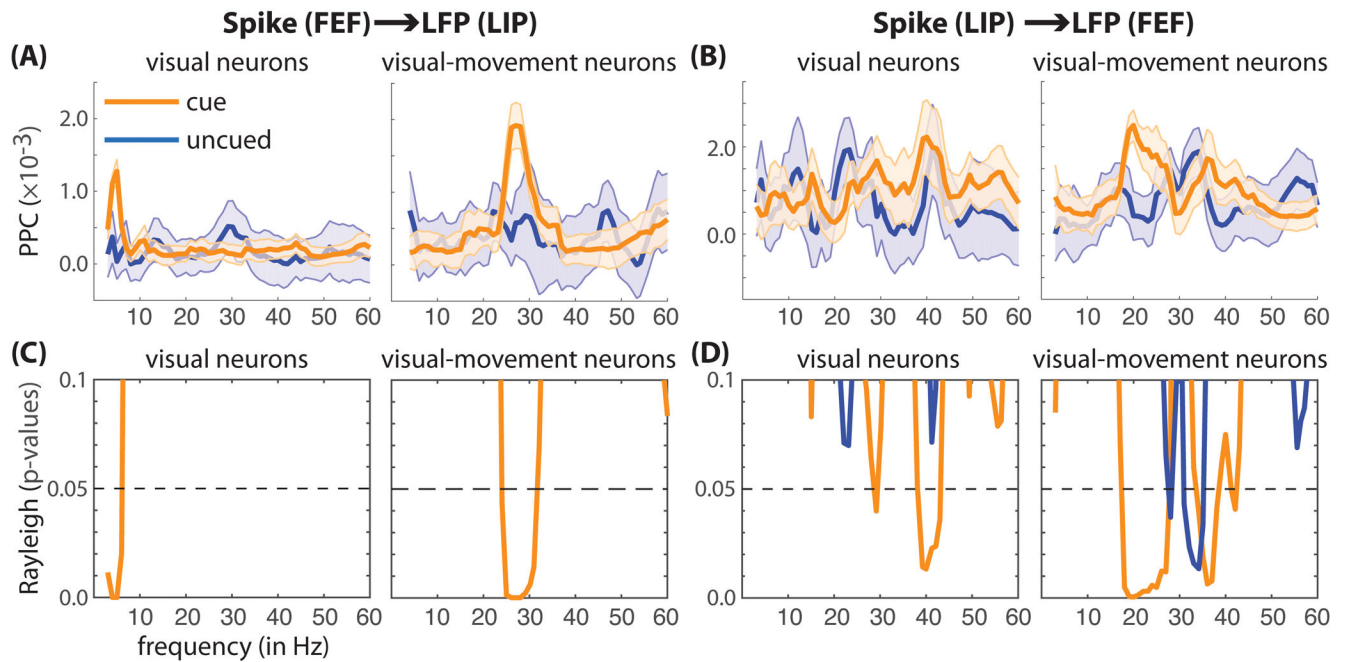 Spike (FEF)→LFP (LIP)
Spike (LIP) →LFP (FEF)
(A)
visual neurons
visual-movement neurons
(B)
visual neurons
visual-movement neurons
cue
uncued
PPC (×10-3)
2.0
1.0
0.0
10 20 30 40 50 60
10 20 30 40 50 60
2.0
0.0
10 20 30 40 50 60
10 20 30 40 50 60
(C)
visual neurons
visual-movement neurons
(D)
visual neurons
visual-movement neurons
Rayleigh (p-values)
0.1
0.05
0.0
10 20 30 40 50 60
10 20 30 40 50 60
0.1
0.05
0.0
10 20 30 40 50 60
10 20 30 40 50 60
frequency (in Hz)